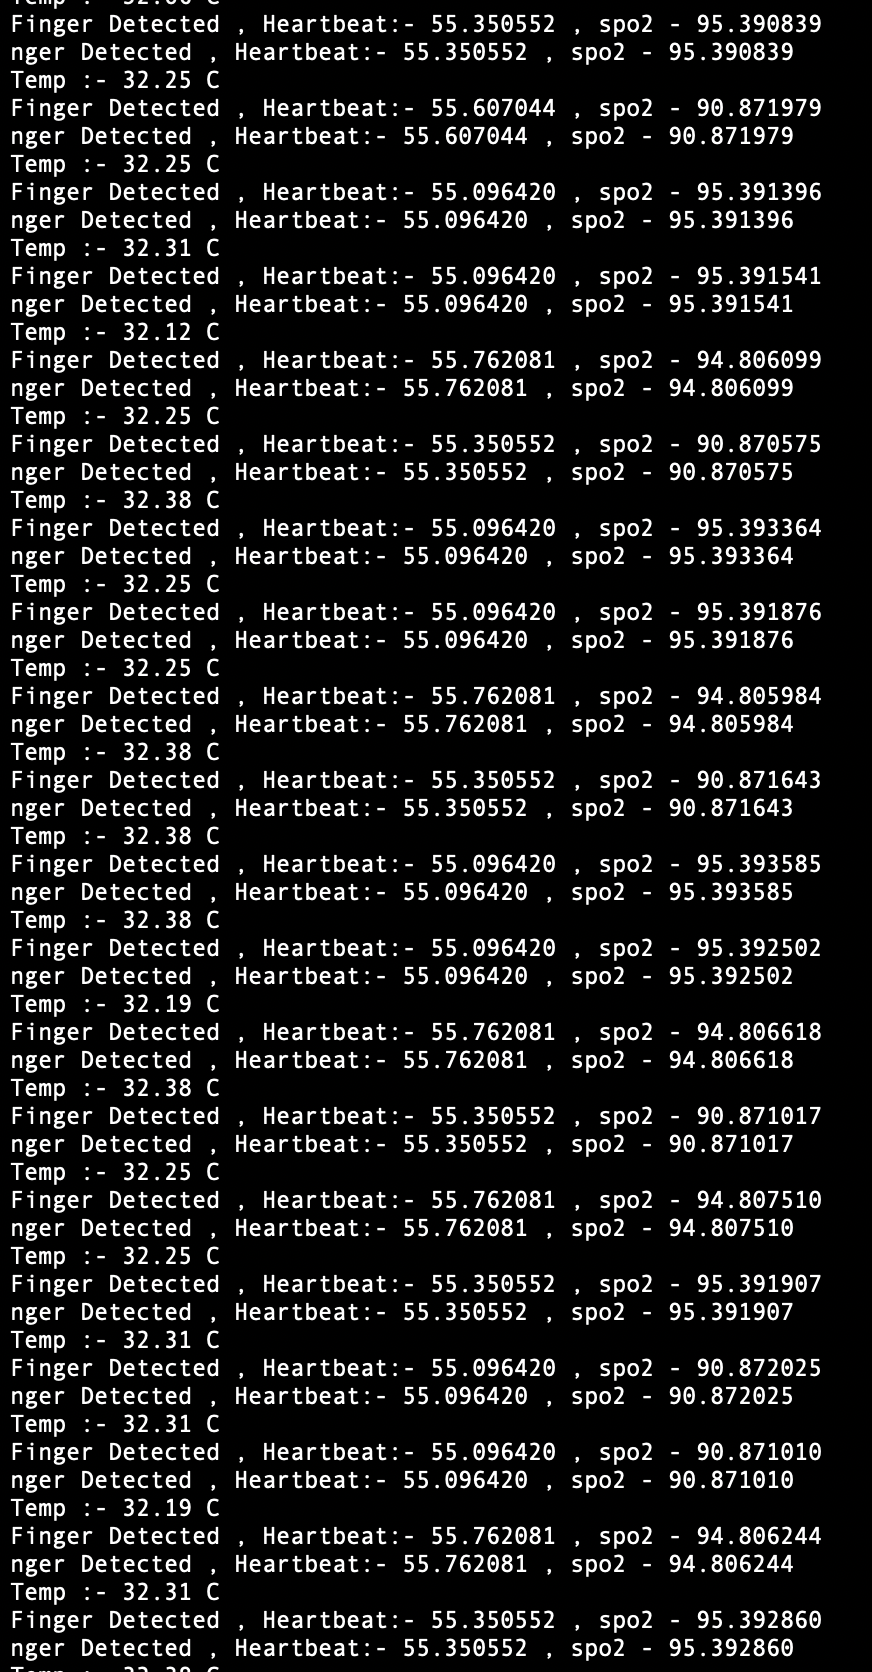 Finger Detected , Heartbeat:- 55.350552 , spo2 - 95.390839
nger Detected , Heartbeat:- 55.350552 , spo2 - 95.390839
Temp :- 32.25 C
Finger Detected , Heartbeat:- 55.607044 , spo2 - 90.871979
nger Detected , Heartbeat:- 55.607044 , spo2 - 90.871979
Temp :- 32.25 C
Finger Detected , Heartbeat:- 55.096420 , spo2 - 95.391396
nger Detected , Heartbeat:- 55.096420 , spo2 - 95.391396
Temp :- 32.31 C
Finger Detected , Heartbeat:- 55.096420 , spo2 - 95.391541
nger Detected , Heartbeat:- 55.096420 , spo2 - 95.391541
Temp :- 32.12 C
Finger Detected , Heartbeat:- 55.762081 , spo2 - 94.806099
nger Detected , Heartbeat:- 55.762081 , spo2 - 94.806099
Temp :- 32.25 C
Finger Detected , Heartbeat:- 55.350552 , spo2 - 90.870575
nger Detected , Heartbeat:- 55.350552 , spo2 - 90.870575
Temp :- 32.38 C
Finger Detected , Heartbeat:- 55.096420 , spo2 - 95.393364
nger Detected , Heartbeat:- 55.096420 , spo2 - 95.393364
Temp :- 32.25 C
Finger Detected , Heartbeat:- 55.096420 , spo2 - 95.391876
nger Detected , Heartbeat:- 55.096420 , spo2 - 95.391876
Temp :- 32.25 C
Finger Detected , Heartbeat:- 55.762081 , spo2 - 94.805984
nger Detected , Heartbeat:- 55.762081 , spo2 - 94.805984
Temp :- 32.38 C
Finger Detected , Heartbeat:- 55.350552 , spo2 - 90.871643
nger Detected , Heartbeat:- 55.350552 , spo2 - 90.871643
Temp :- 32.38 C
Finger Detected , Heartbeat:- 55.096420 , spo2 - 95.393585
nger Detected , Heartbeat:- 55.096420 , spo2 - 95.393585
Temp :- 32.38 C
Finger Detected , Heartbeat:- 55.096420 , spo2 - 95.392502
nger Detected , Heartbeat:- 55.096420 , spo2 - 95.392502
Temp :- 32.19 C
Finger Detected , Heartbeat:- 55.762081 , spo2 - 94.806618
nger Detected , Heartbeat:- 55.762081 , spo2 - 94.806618
Temp :- 32.38 C
Finger Detected , Heartbeat:- 55.350552 , spo2 - 90.871017
nger Detected , Heartbeat:- 55.350552 , spo2 - 90.871017
Temp :- 32.25 C
Finger Detected , Heartbeat:- 55.762081 , spo2 - 94.807510
nger Detected , Heartbeat:- 55.762081 , spo2 - 94.807510
Temp :- 32.25 C
Finger Detected , Heartbeat:- 55.350552 , spo2 - 95.391907
nger Detected , Heartbeat:- 55.350552 , spo2 - 95.391907
Temp :- 32.31 C
Finger Detected , Heartbeat:- 55.096420 , spo2 - 90.872025
nger Detected , Heartbeat:- 55.096420 , spo2 - 90.872025
Temp :- 32.31 C
Finger Detected , Heartbeat:- 55.096420 , spo2 - 90.871010
nger Detected , Heartbeat:- 55.096420 , spo2 - 90.871010
Temp :- 32.19 C
Finger Detected , Heartbeat:- 55.762081 , spo2 - 94.806244
nger Detected , Heartbeat:- 55.762081 , spo2 - 94.806244
Temp :- 32.31 C
Finger Detected , Heartbeat:- 55.350552 , spo2 - 95.392860
nger Detected , Heartbeat:- 55.350552 , spo2 - 95.392860